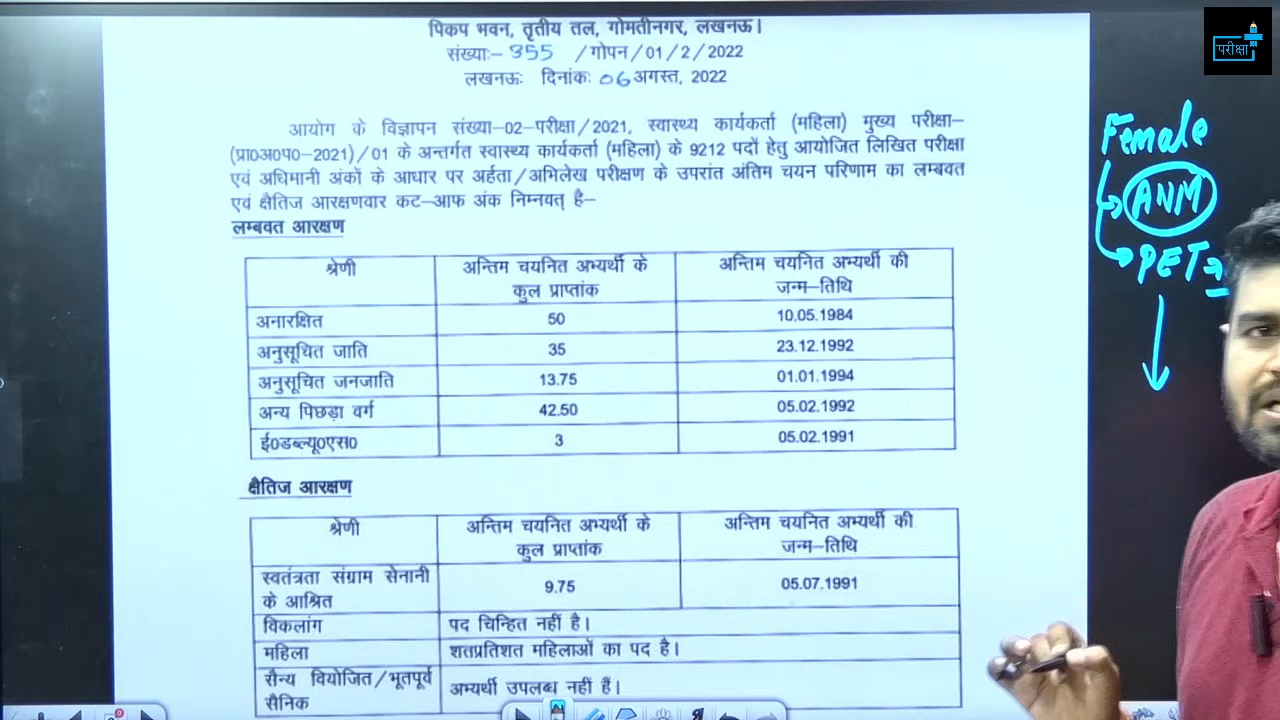 पिकप भवन, तृतीय तल, गोमतीनगर, लखनऊ।
संख्याः– 355 /गोपन/01/2/2022
लखनऊः दिनांकः 06 अगस्त, 2022
परीक्षा
आयोग के विज्ञापन संख्या–02–परीक्षा/2021, स्वास्थ्य कार्यकर्ता (महिला) मुख्य परीक्षा–
(प्रा0अ0प0–2021)/01 के अन्तर्गत स्वास्थ्य कार्यकर्ता (महिला) के 9212 पदों हेतु आयोजित लिखित परीक्षा
एवं अधिमानी अंकों के आधार पर अर्हता/अभिलेख परीक्षण के उपरांत अंतिम चयन परिणाम का लम्बवत
एवं क्षैतिज आरक्षणवार कट–आफ अंक निम्नवत् है–
लम्बवत आरक्षण
श्रेणी अन्तिम चयनित अभ्यर्थी के कुल प्राप्तांक अन्तिम चयनित अभ्यर्थी की जन्म–तिथि
अनारक्षित 50 10.05.1984
अनुसूचित जाति 35 23.12.1992
अनुसूचित जनजाति 13.75 01.01.1994
अन्य पिछड़ा वर्ग 42.50 05.02.1992
ई0डब्ल्यू0एस0 3 05.02.1991
क्षैतिज आरक्षण
श्रेणी अन्तिम चयनित अभ्यर्थी के कुल प्राप्तांक अन्तिम चयनित अभ्यर्थी की जन्म–तिथि
स्वतंत्रता संग्राम सेनानी के आश्रित 9.75 05.07.1991
विकलांग पद चिन्हित नहीं है।
महिला शतप्रतिशत महिलाओं का पद है।
सैन्य वियोजित/भूतपूर्व सैनिक अभ्यर्थी उपलब्ध नहीं हैं।
Female
ANM
PET